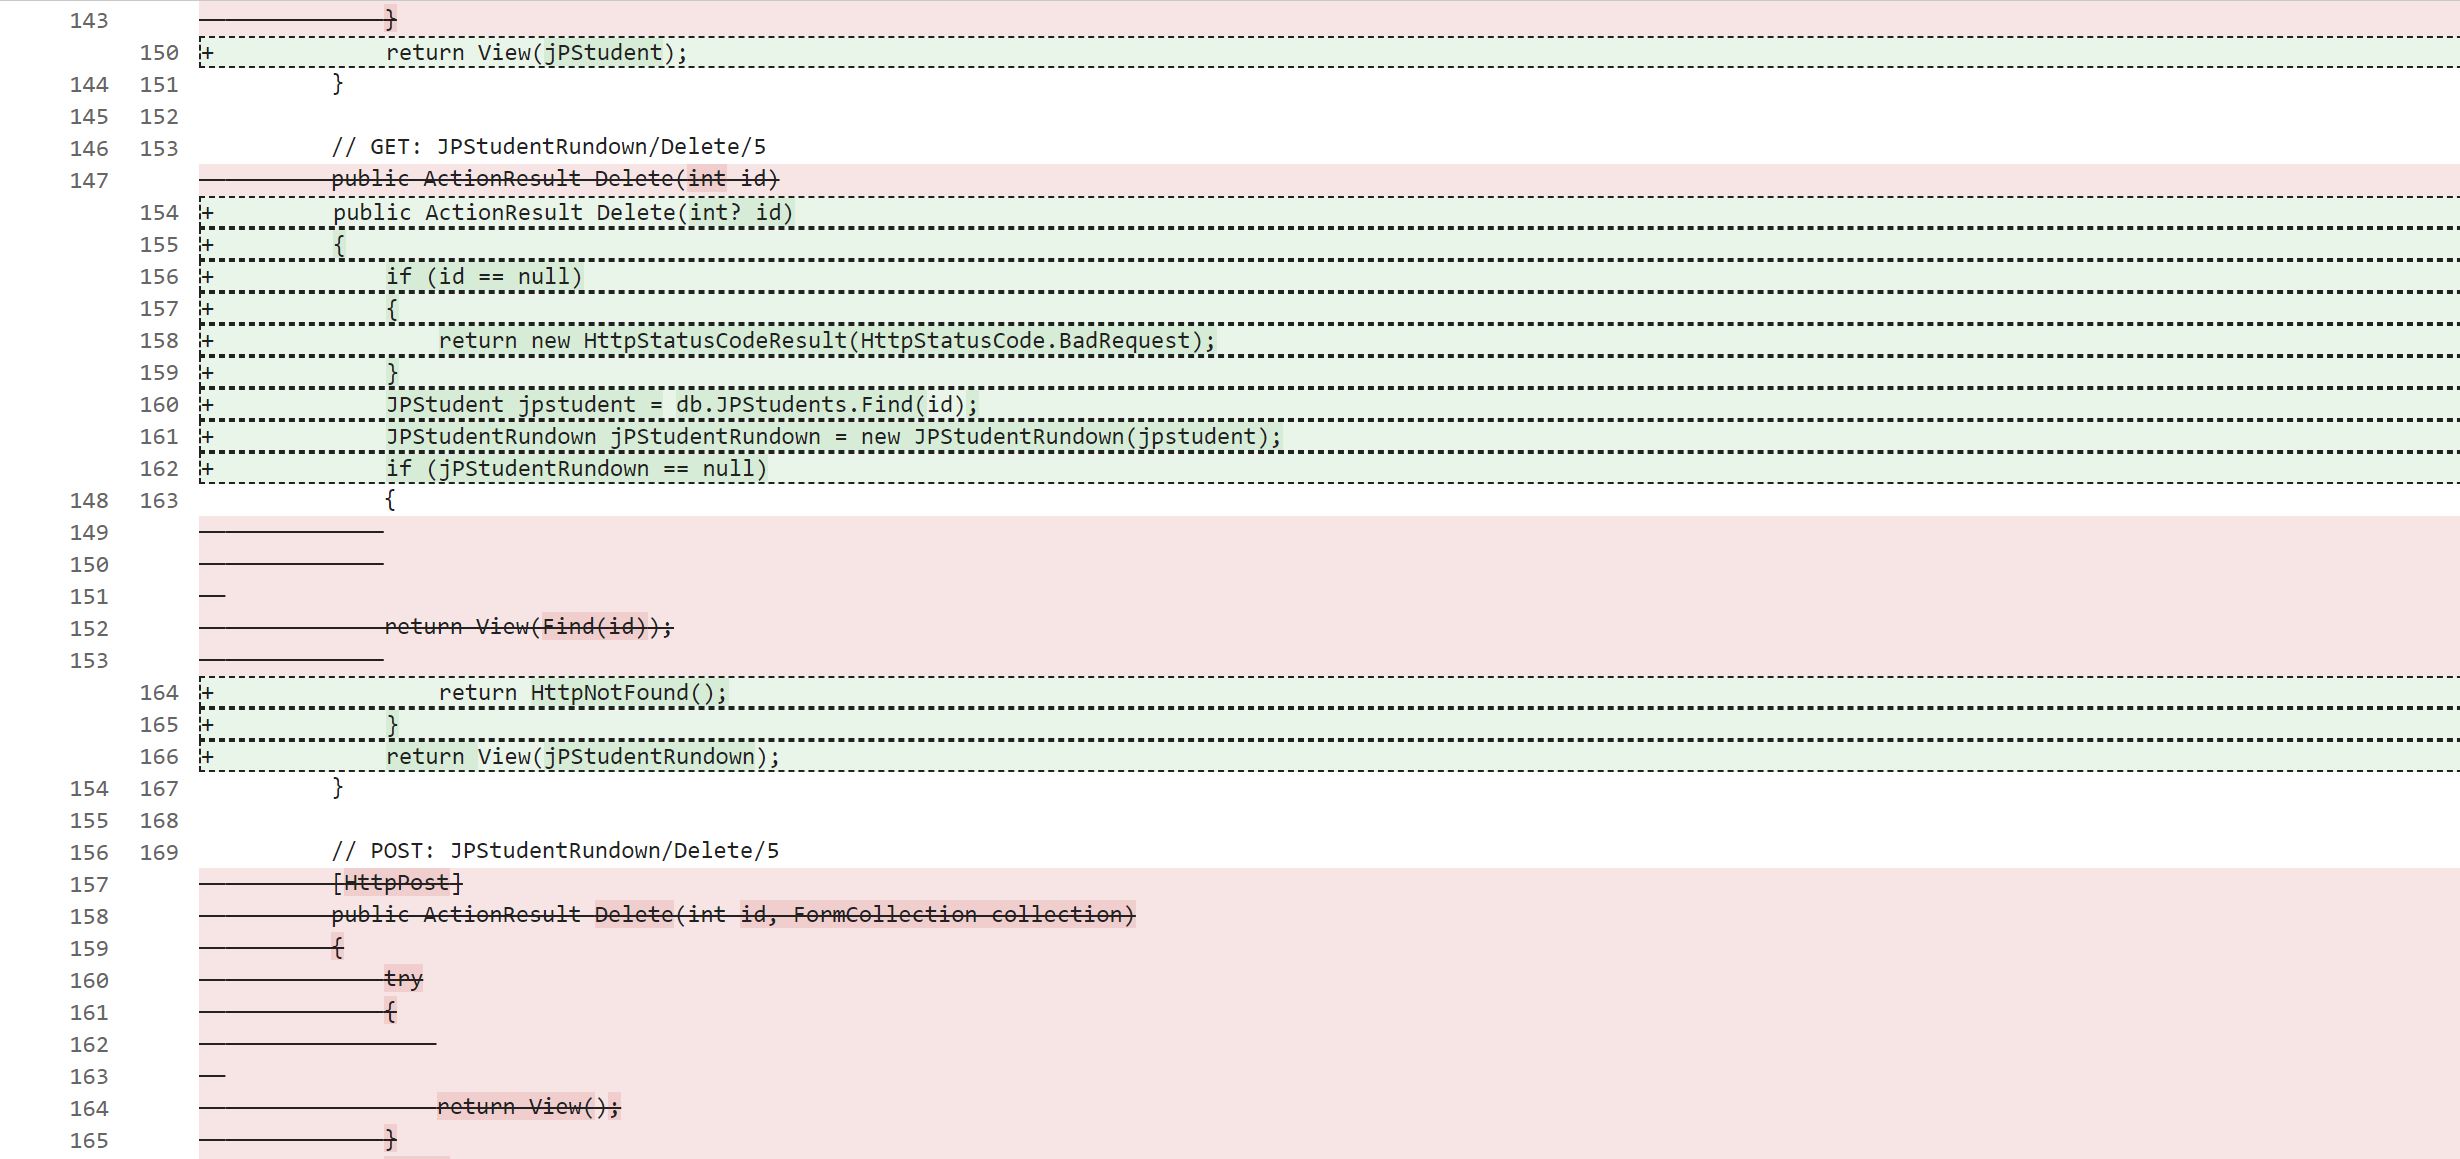 143 }
150 + return View(jPStudent);
144 151 }
145 152
146 153 // GET: JPStudentRundown/Delete/5
147 public ActionResult Delete(int id)
154 + public ActionResult Delete(int? id)
155 + {
156 + if (id == null)
157 + {
158 + return new HttpStatusCodeResult(HttpStatusCode.BadRequest);
159 + }
160 + JPStudent jpstudent = db.JPStudents.Find(id);
161 + JPStudentRundown jPStudentRundown = new JPStudentRundown(jpstudent);
162 + if (jPStudentRundown == null)
148 163 {
149
150
151
152 return View(Find(id));
153
164 + return HttpNotFound();
165 + }
166 + return View(jPStudentRundown);
154 167 }
155 168
156 169 // POST: JPStudentRundown/Delete/5
157 [HttpPost]
158 public ActionResult Delete(int id, FormCollection collection)
159 {
160 try
161 {
162
163
164 return View();
165 }